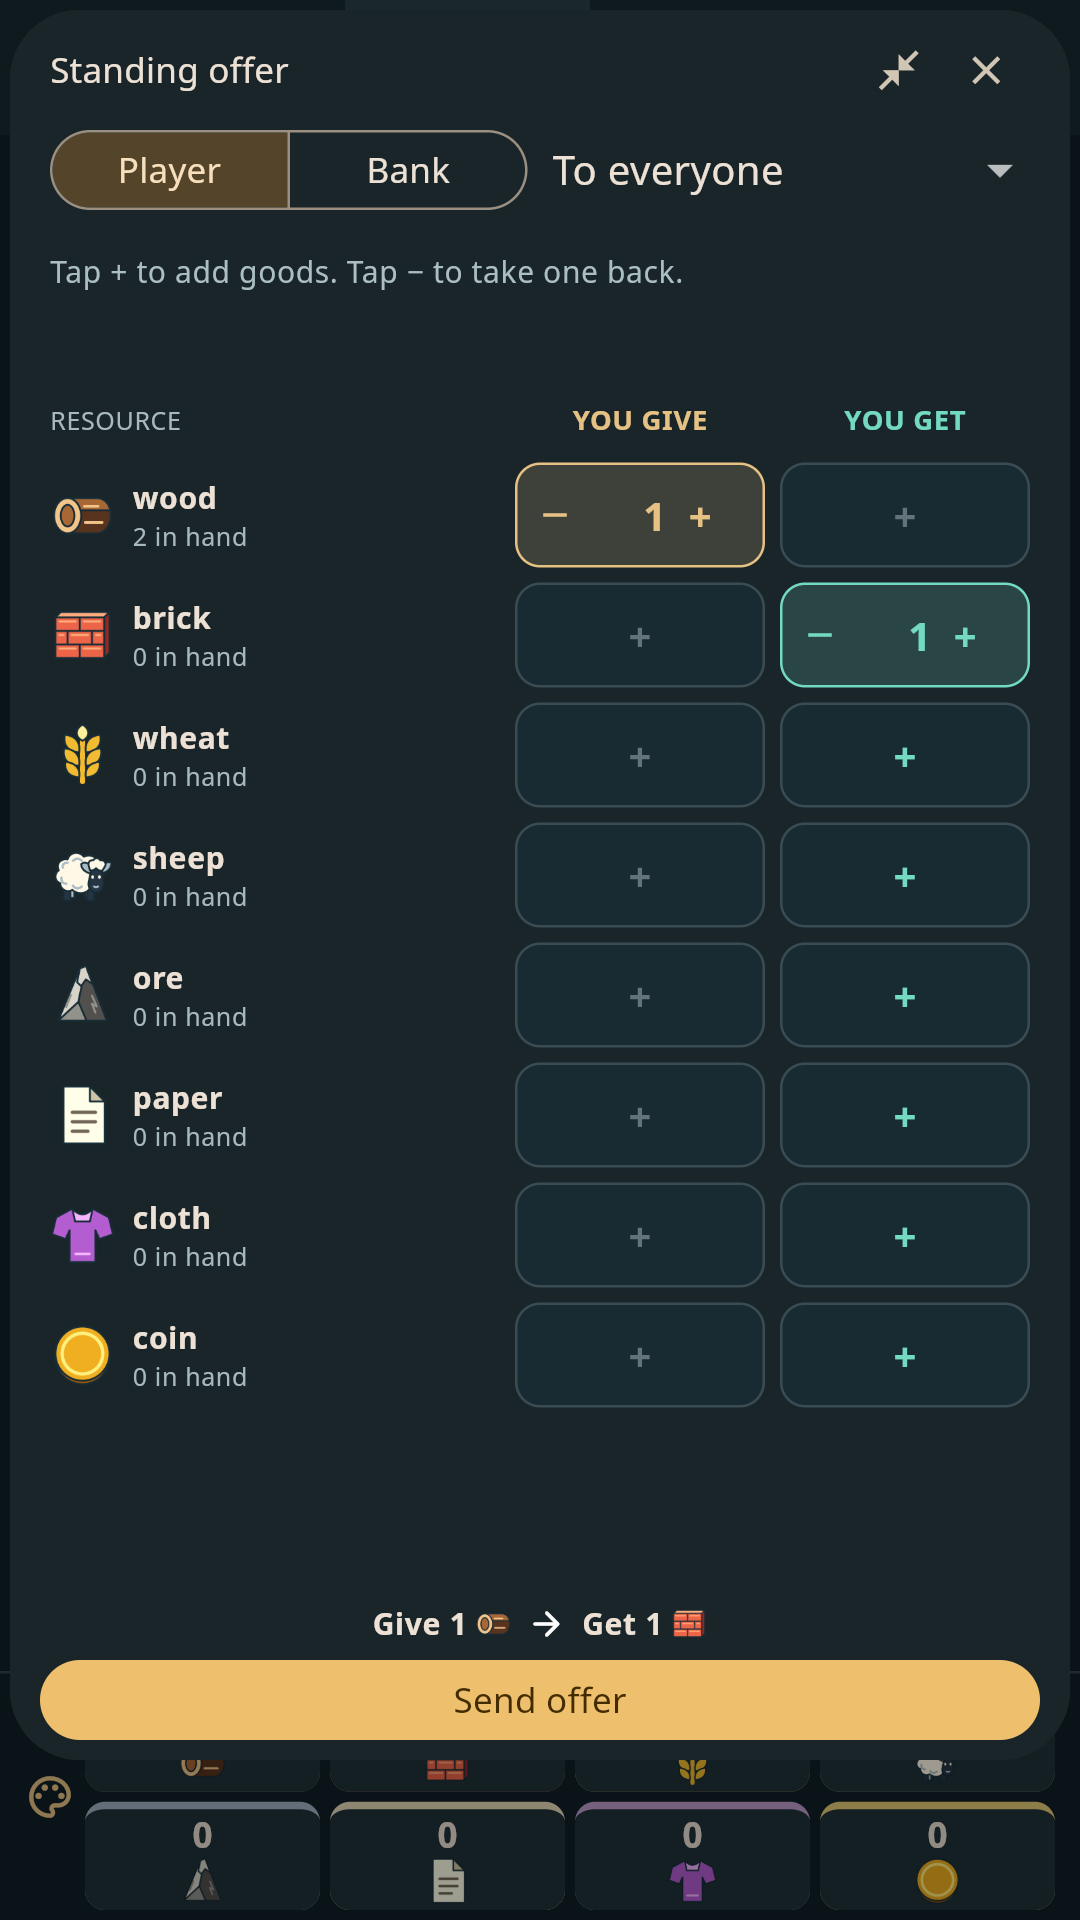 Standing offer
Player Bank To everyone
Tap + to add goods. Tap − to take one back.
RESOURCE YOU GIVE YOU GET
wood
2 in hand
− 1 + +
brick
0 in hand
+ − 1 +
wheat
0 in hand
+ +
sheep
0 in hand
+ +
ore
0 in hand
+ +
paper
0 in hand
+ +
cloth
0 in hand
+ +
coin
0 in hand
+ +
Give 1 → Get 1
Send offer
0 0 0 0